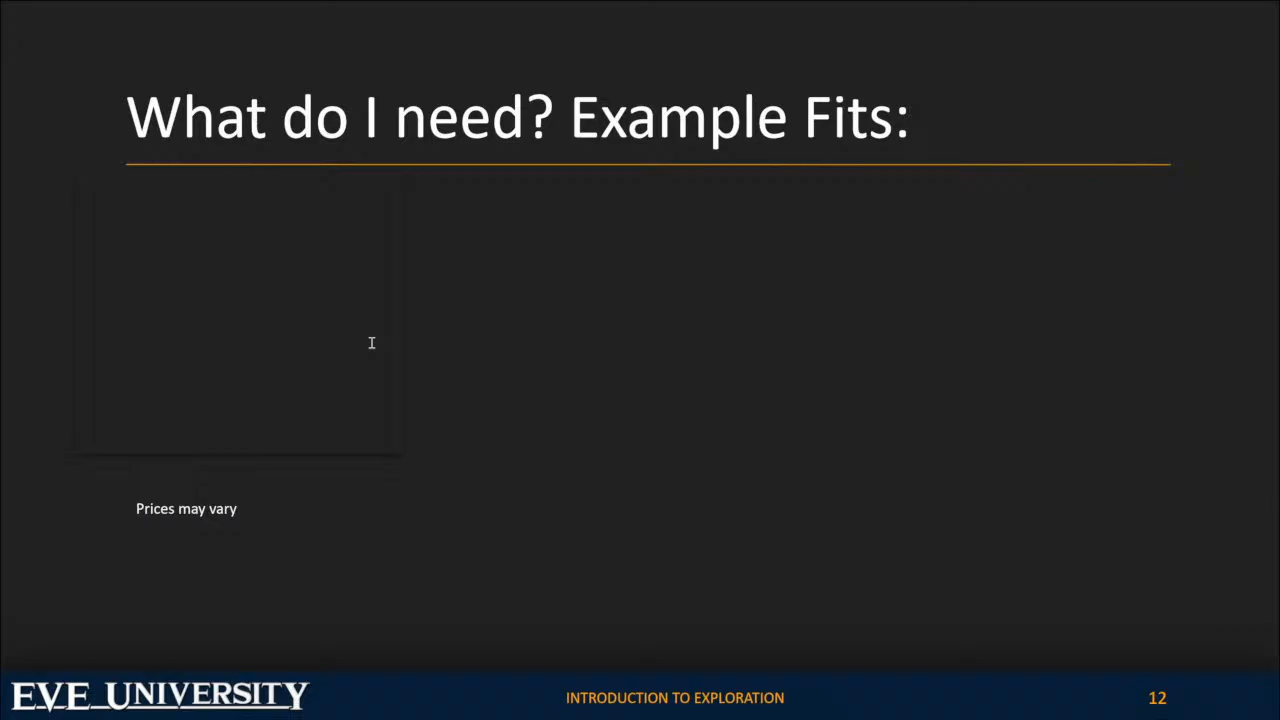 What do I need? Example Fits:
Prices may vary
EVE UNIVERSITY
INTRODUCTION TO EXPLORATION
12